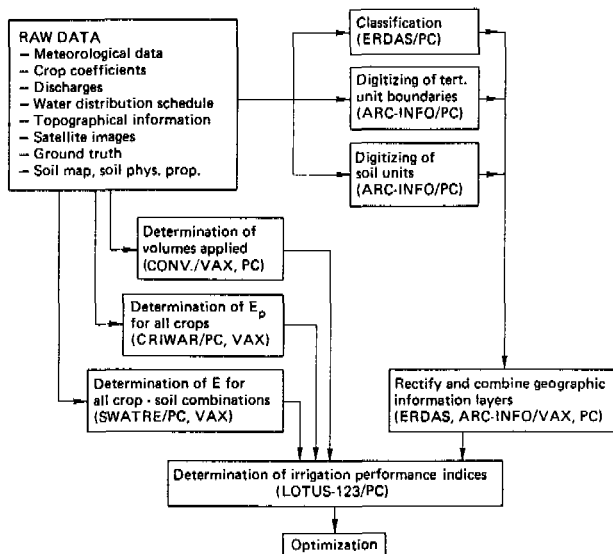 RAW DATA
– Meteorological data
– Crop coefficients
– Discharges
– Water distribution schedule
– Topographical information
– Satellite images
– Ground truth
– Soil map, soil phys. prop.
Classification
(ERDAS/PC)
Digitizing of tert.
unit boundaries
(ARC-INFO/PC)
Digitizing of
soil units
(ARC-INFO/PC)
Determination of
volumes applied
(CONV./VAX, PC)
Determination of Ep
for all crops
(CRIWAR/PC, VAX)
Determination of E for
all crop - soil combinations
(SWATRE/PC, VAX)
Rectify and combine geographic
information layers
(ERDAS, ARC-INFO/VAX, PC)
Determination of irrigation performance indices
(LOTUS-123/PC)
Optimization